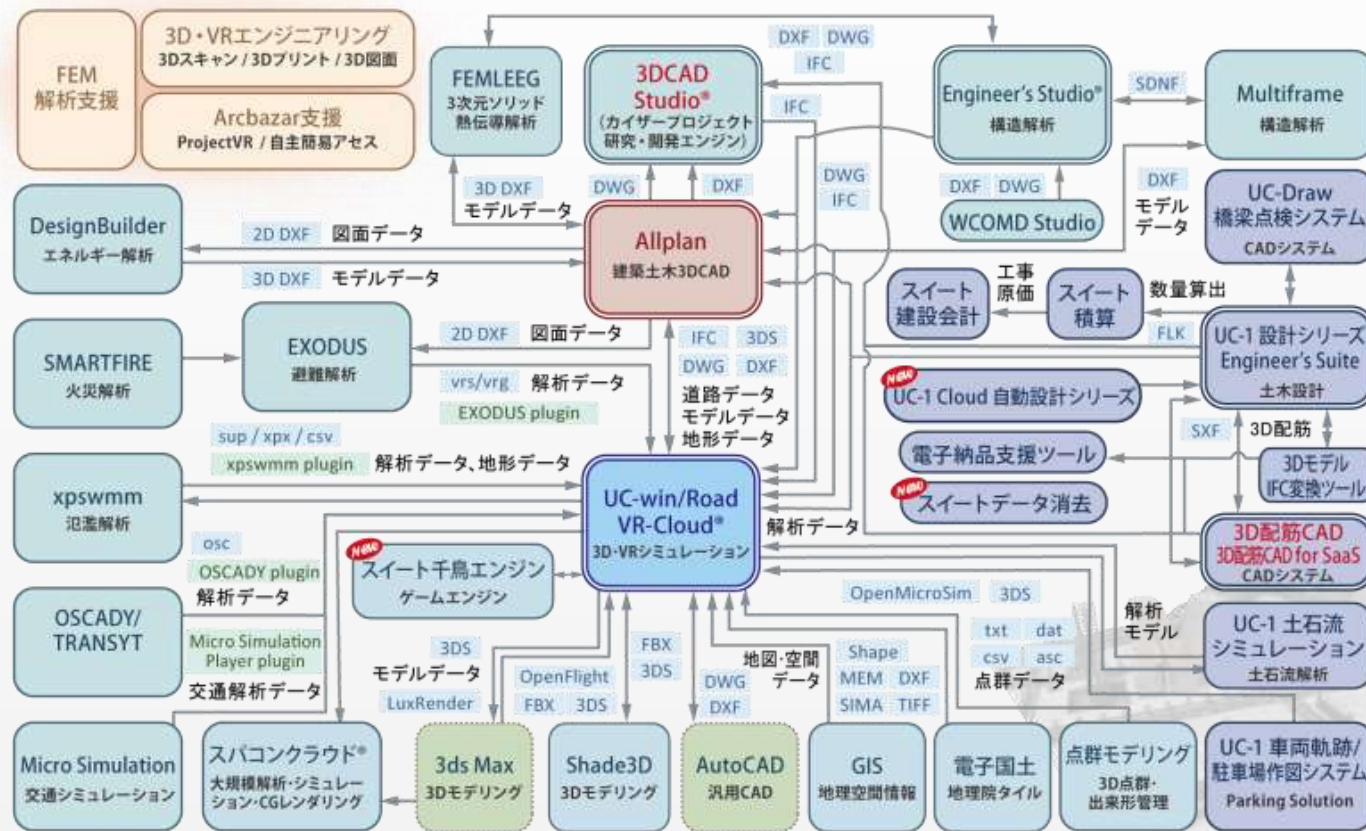 FEM
解析支援
3D・VRエンジニアリング
3Dスキャン / 3Dプリント / 3D図面
Arcbazar支援
ProjectVR / 自主簡易アセス
FEMLEEG
3次元ソリッド
熱伝導解析
3DCAD
Studio®
(カイザープロジェクト
研究・開発エンジン)
DXF DWG
IFC
IFC
Engineer's Studio®
構造解析
SDNF
Multiframe
構造解析
3D DXF
モデルデータ
DWG
DXF
DWG
IFC
DXF DWG
WCOMD Studio
DXF
モデル
データ
UC-Draw
橋梁点検システム
CADシステム
DesignBuilder
エネルギー解析
2D DXF 図面データ
3D DXF モデルデータ
Allplan
建築土木3DCAD
スイート
建設会計
工事
原価
スイート
積算
数量算出
FLK
UC-1 設計シリーズ
Engineer's Suite
土木設計
SMARTFIRE
火災解析
EXODUS
避難解析
2D DXF 図面データ
vrs/vrg 解析データ
EXODUS plugin
IFC 3DS
DWG DXF
道路データ
モデルデータ
地形データ
NEW
UC-1 Cloud 自動設計シリーズ
SXF
3D配筋
電子納品支援ツール
3Dモデル
IFC変換ツール
NEW
スイートデータ消去
sup / xpx / csv
xpswmm plugin 解析データ、地形データ
xpswmm
氾濫解析
UC-win/Road
VR-Cloud®
3D・VRシミュレーション
解析データ
3D配筋CAD
3D配筋CAD for SaaS
CADシステム
osc
OSCADY plugin
解析データ
NEW
スイート千鳥エンジン
ゲームエンジン
OpenMicroSim 3DS
OSCADY/
TRANSYT
Micro Simulation
Player plugin
交通解析データ
3DS
モデルデータ
LuxRender
OpenFlight
FBX 3DS
FBX
3DS
DWG
DXF
地図・空間
データ
Shape
MEM DXF
SIMA TIFF
txt dat
csv asc
点群データ
解析
モデル
UC-1 土石流
シミュレーション
土石流解析
Micro Simulation
交通シミュレーション
スパコンクラウド®
大規模解析・シミュレー
ション・CGレンダリング
3ds Max
3Dモデリング
Shade3D
3Dモデリング
AutoCAD
汎用CAD
GIS
地理空間情報
電子国土
地理院タイル
点群モデリング
3D点群・
出来形管理
UC-1 車両軌跡/
駐車場作図システム
Parking Solution